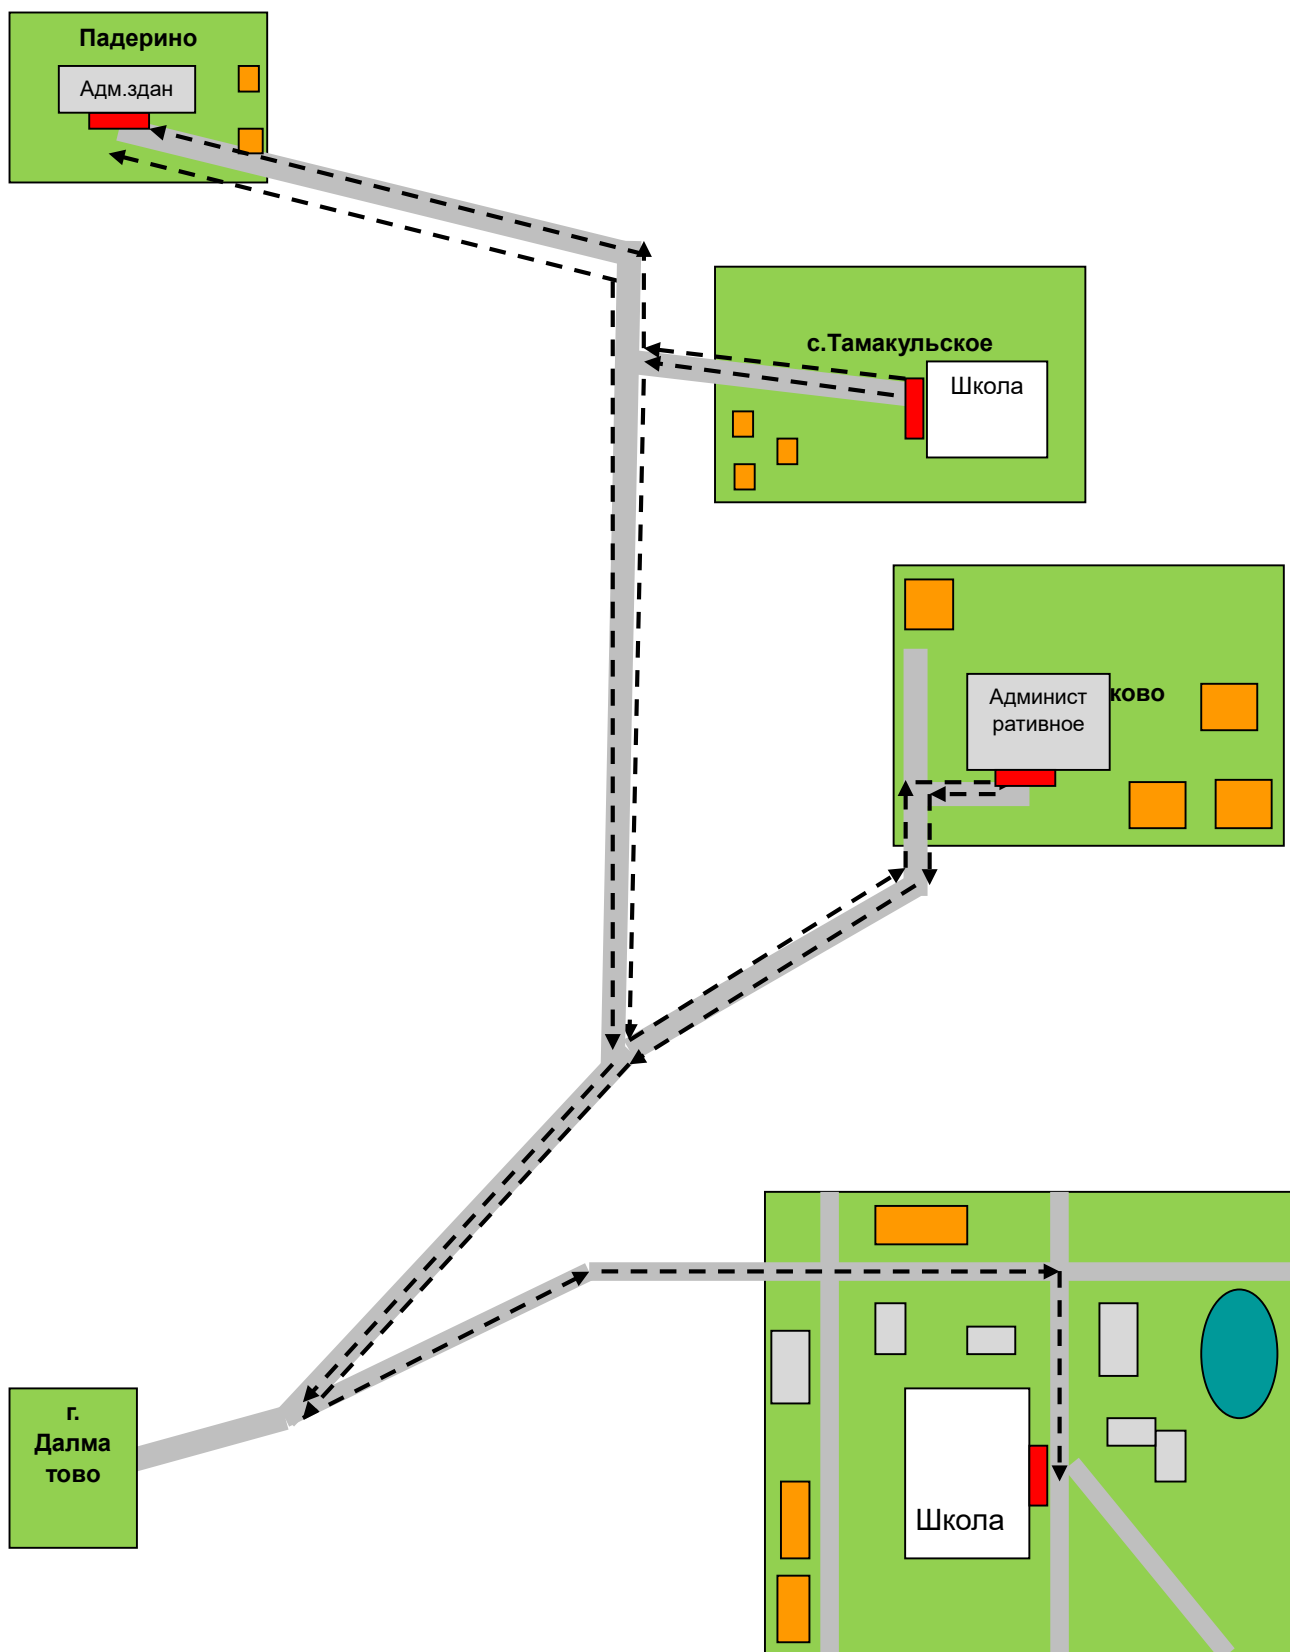 Падерино
Адм.здан
с.Тамакульское
Школа
Админист
ративное
ково
г.
Далма
тово
Школа